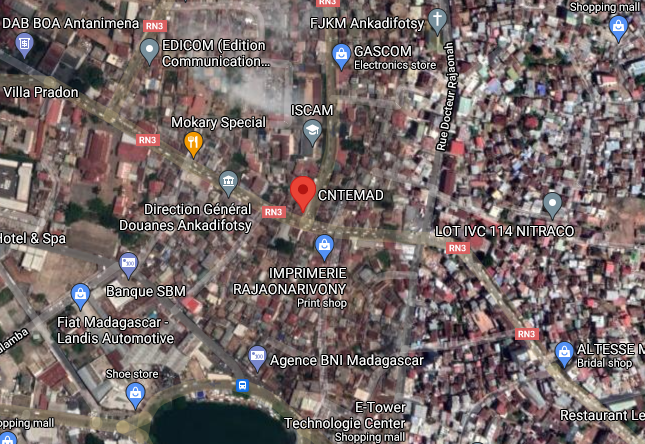 RN3
DAB BOA Antanimena
FJKM Ankadifotsy
Shopping mall
EDICOM (Edition
Communication...
GASCOM
Electronics store
Villa Pradon
ISCAM
Rue Docteur Rajaonah
Mokary Special
RN3
CNTEMAD
RN3
Direction Général
Douanes Ankadifotsy
LOT IVC 114 NITRACO
Hotel & Spa
RN3
IMPRIMERIE
RAJAONARIVONY
Print shop
Banque SBM
Fiat Madagascar -
Landis Automotive
RN3
ALTESSE M
Bridal shop
Agence BNI Madagascar
Shoe store
E-Tower
Technologie Center
Shopping mall
Restaurant Le
opping mall